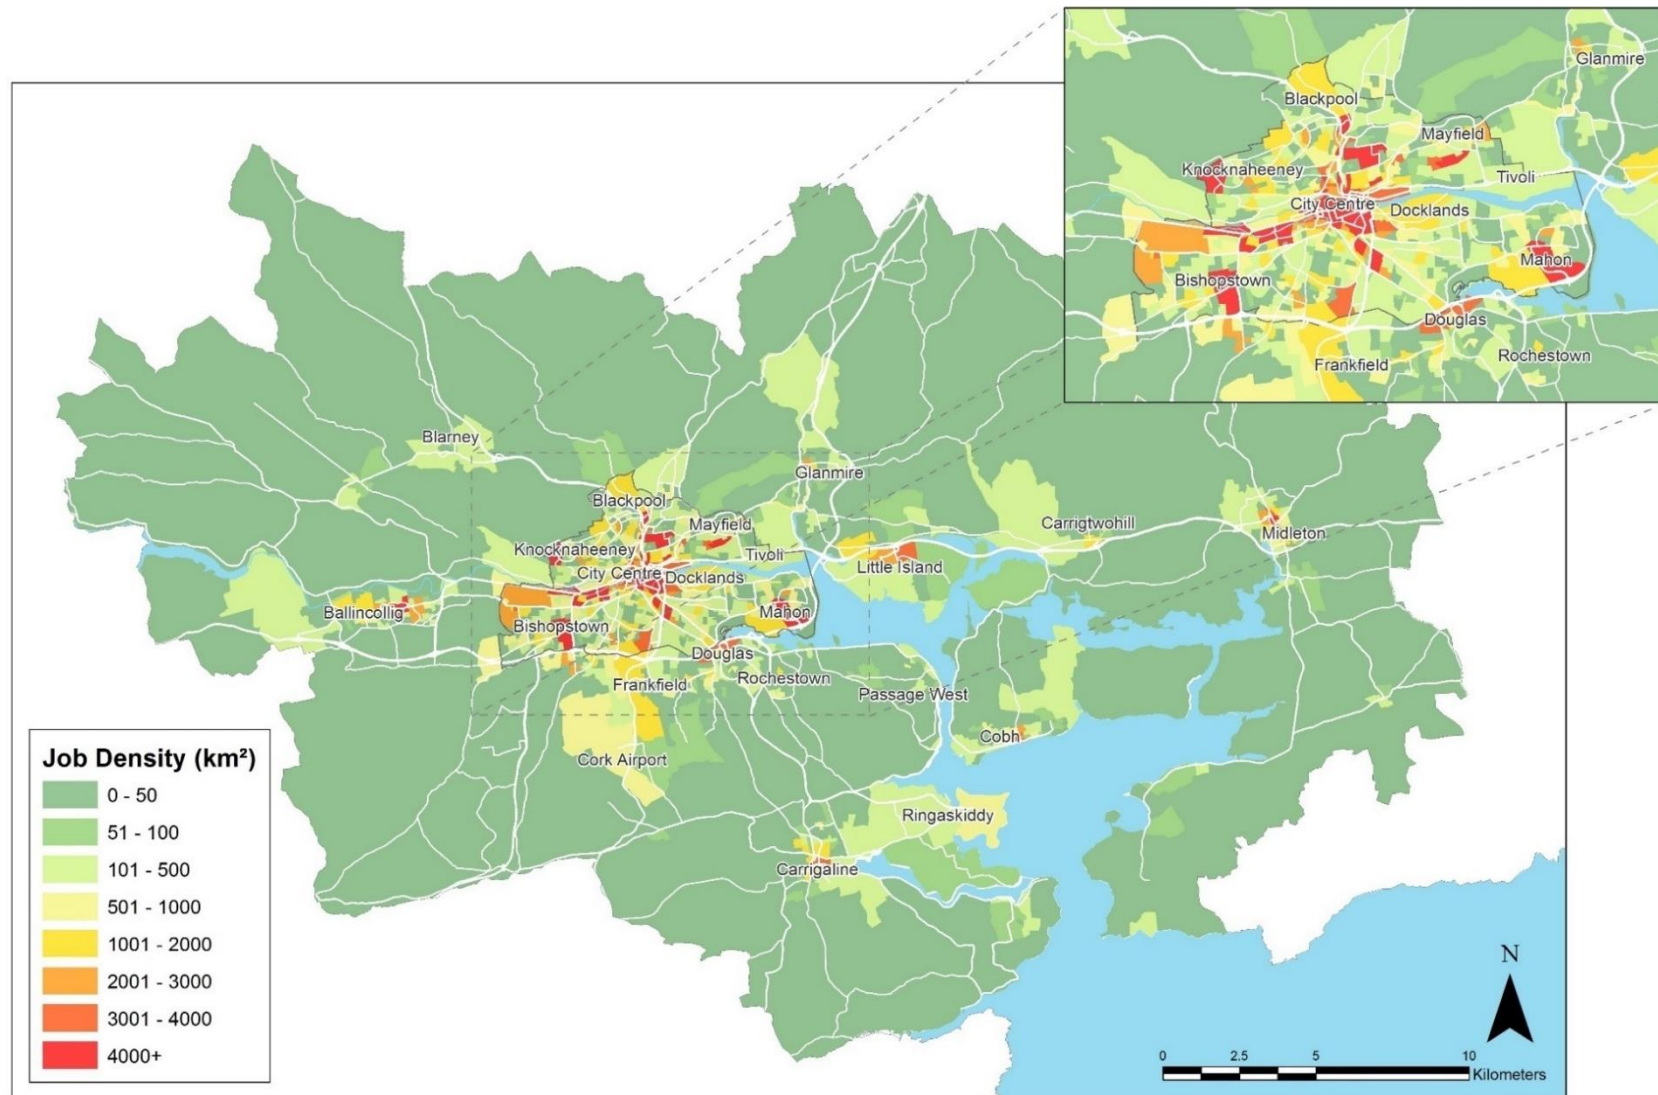 Glanmire
Blackpool
Mayfield
Knocknaheeney
Tivoli
City Centre
Docklands
Mahon
Bishopstown
Douglas
Rochestown
Frankfield
Blarney
Glanmire
Blackpool
Mayfield
Carrigtwohill
Midleton
Knocknaheeney
Tivoli
Little Island
City Centre
Docklands
Ballincollig
Mahon
Bishopstown
Douglas
Rochestown
Frankfield
Passage West
Cobh
Cork Airport
Ringaskiddy
Carrigaline
Job Density (km²)
0 - 50
51 - 100
101 - 500
501 - 1000
1001 - 2000
2001 - 3000
3001 - 4000
4000+
N
0 2.5 5 10
Kilometers